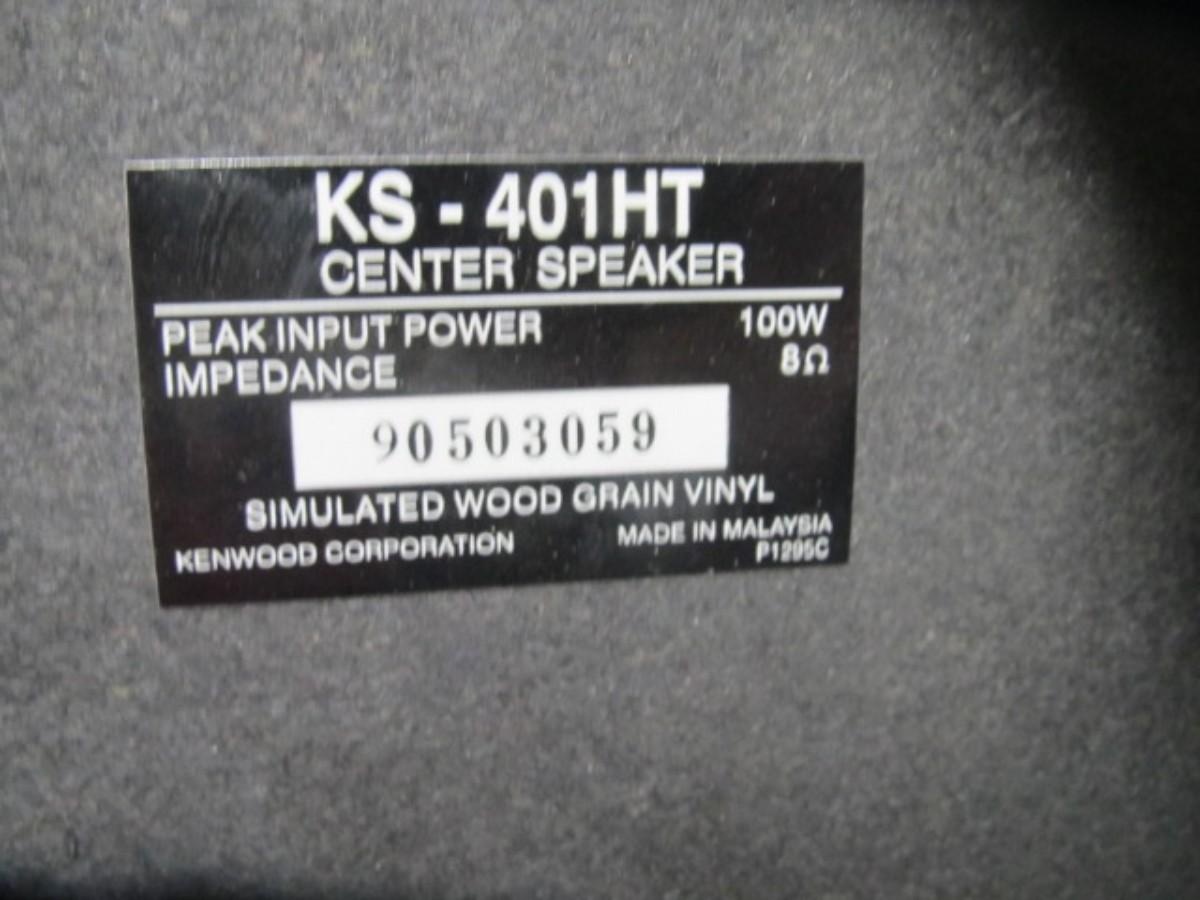 KS - 401HT
CENTER SPEAKER
PEAK INPUT POWER 100W
IMPEDANCE 8Ω
90503059
SIMULATED WOOD GRAIN VINYL
KENWOOD CORPORATION MADE IN MALAYSIA
P1295C